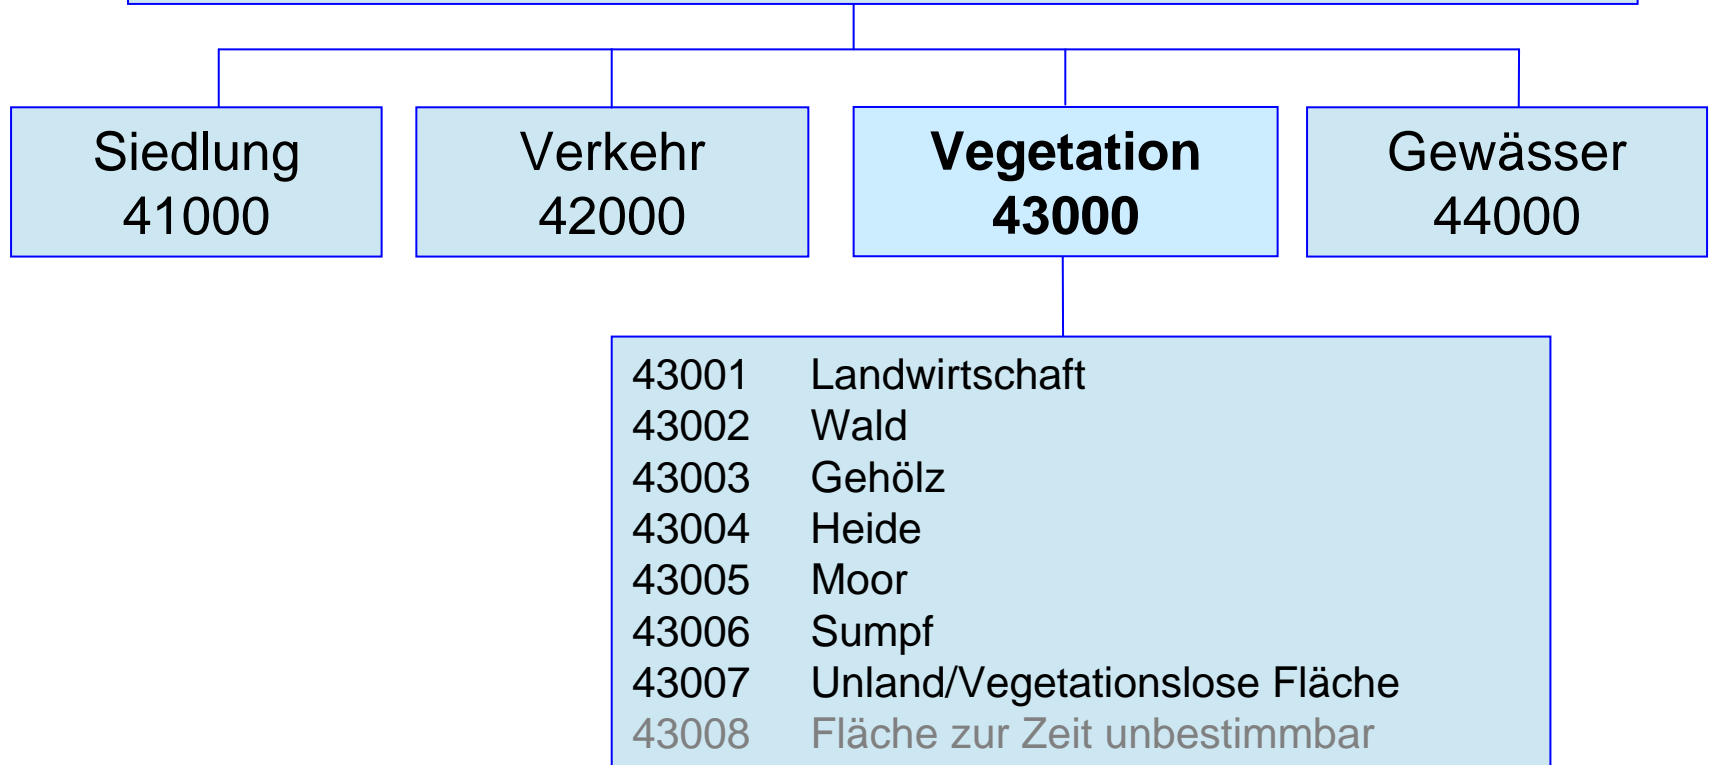 Siedlung
41000
Verkehr
42000
Vegetation
43000
Gewässer
44000
43001 Landwirtschaft
43002 Wald
43003 Gehölz
43004 Heide
43005 Moor
43006 Sumpf
43007 Unland/Vegetationslose Fläche
43008 Fläche zur Zeit unbestimmbar